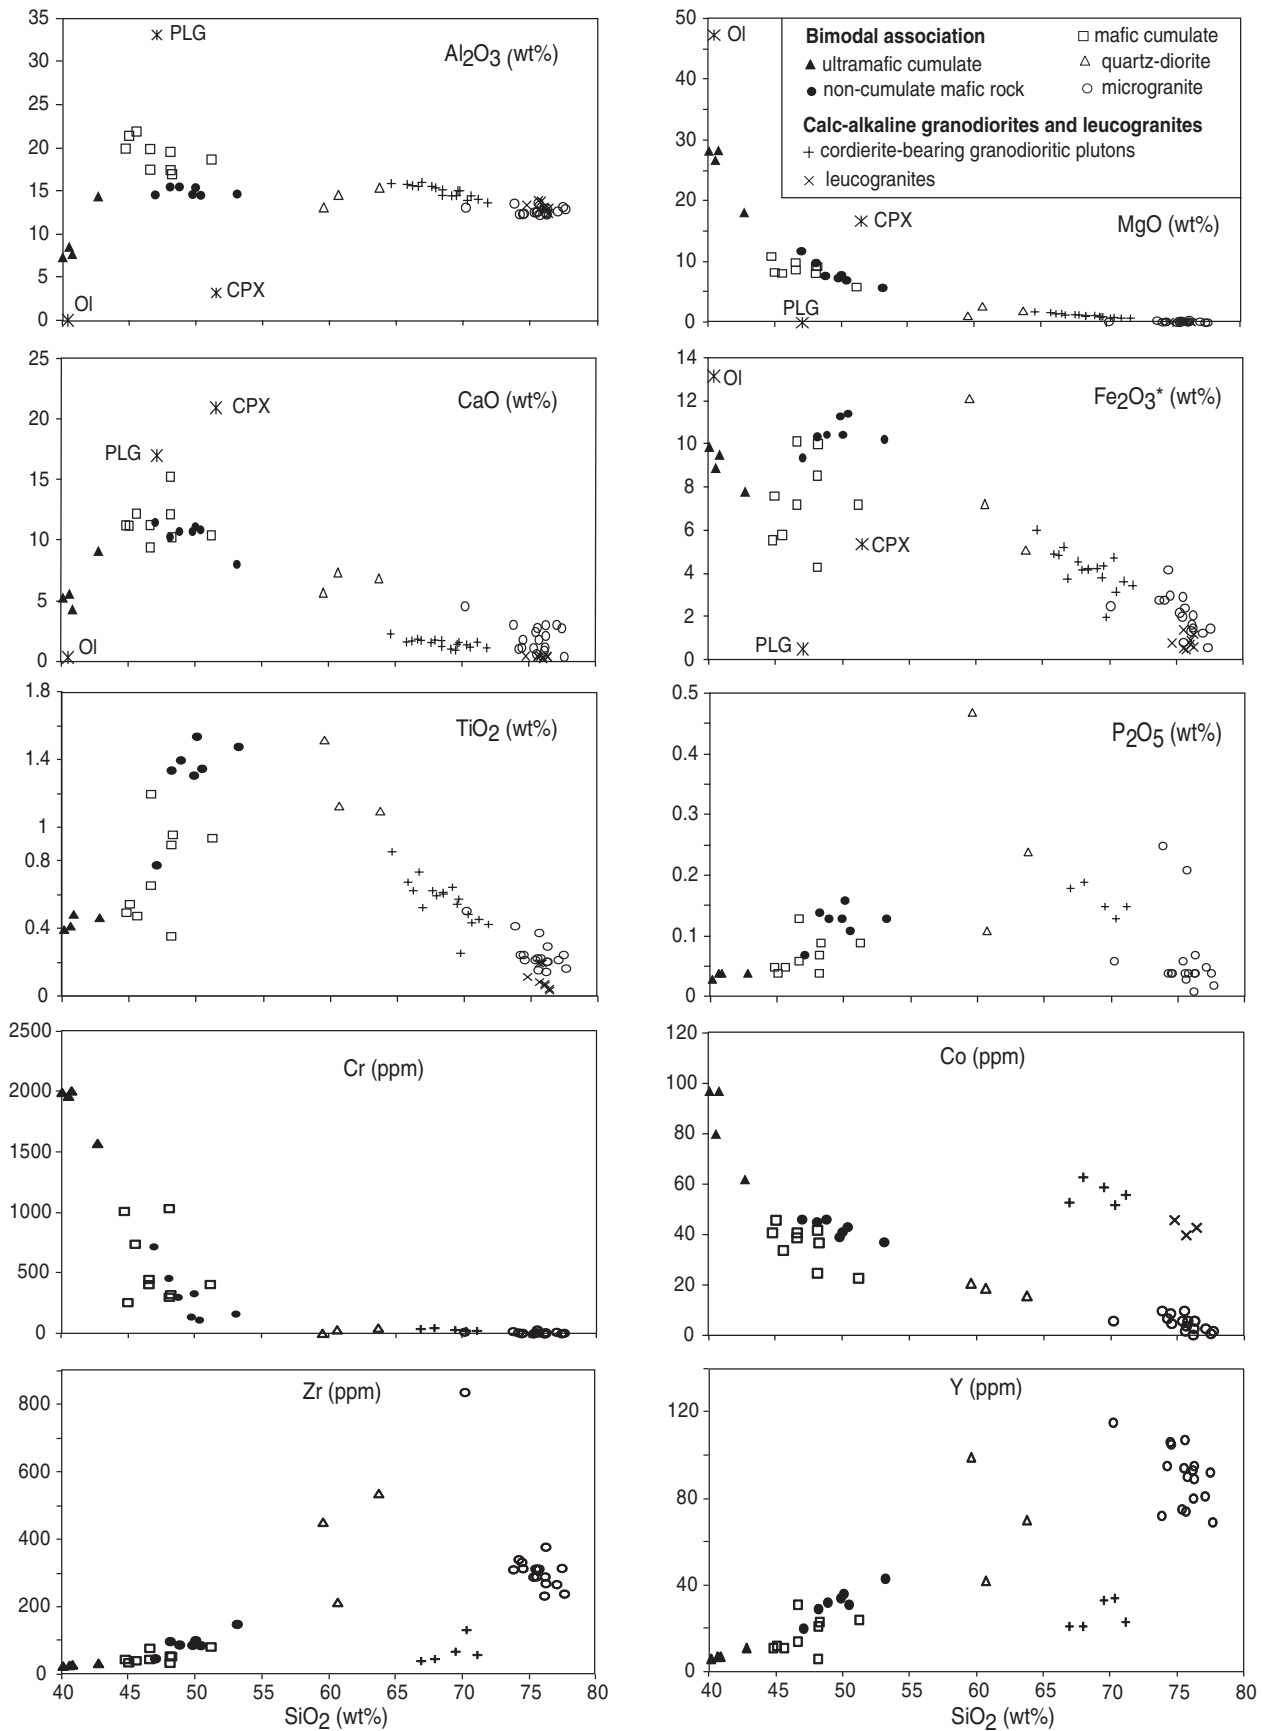 35
30
25
20
15
10
5
0
PLG
Al2O3 (wt%)
CPX
Ol
50
40
30
20
10
0
Ol
Bimodal association
ultramafic cumulate
non-cumulate mafic rock
mafic cumulate
quartz-diorite
microgranite
Calc-alkaline granodiorites and leucogranites
cordierite-bearing granodioritic plutons
leucogranites
CPX
MgO (wt%)
PLG
25
20
15
10
5
0
CPX
CaO (wt%)
PLG
Ol
14
12
10
8
6
4
2
0
Ol
Fe2O3* (wt%)
CPX
PLG
1.8
1.4
1
0.8
0.4
0
TiO2 (wt%)
0.5
0.4
0.3
0.2
0.1
0
P2O5 (wt%)
2500
2000
1500
1000
500
0
Cr (ppm)
120
100
80
60
40
20
0
Co (ppm)
800
600
400
200
0
Zr (ppm)
40 45 50 55 60 65 70 75 80
SiO2 (wt%)
120
80
40
0
Y (ppm)
40 45 50 55 60 65 70 75 80
SiO2 (wt%)